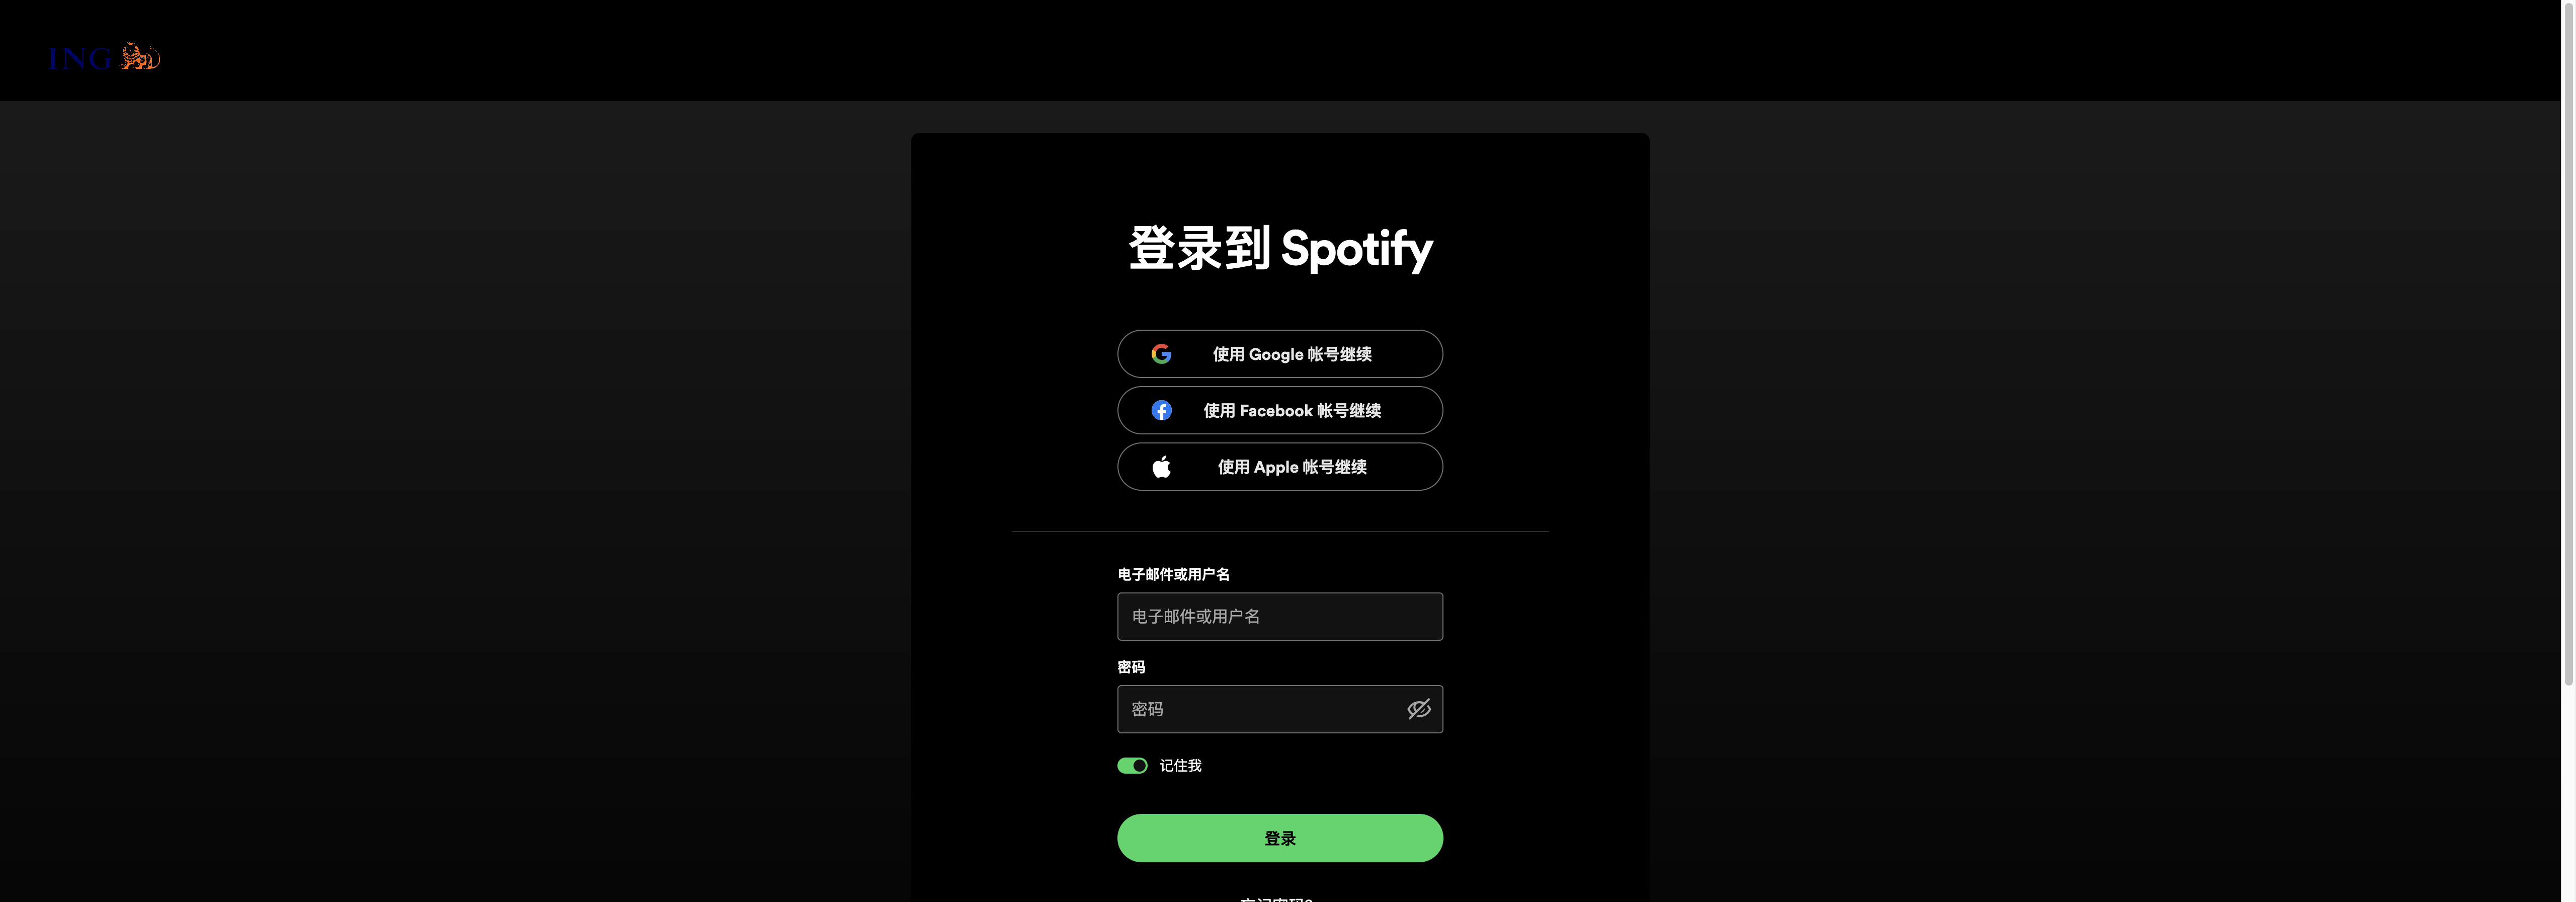 ING
登录到 Spotify
使用 Google 帐号继续
使用 Facebook 帐号继续
使用 Apple 帐号继续
电子邮件或用户名
电子邮件或用户名
密码
密码
记住我
登录